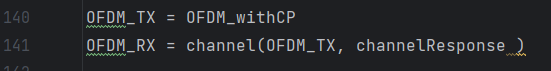 140 OFDM_TX = OFDM_withCP
141 OFDM_RX = channel(OFDM_TX, channelResponse )